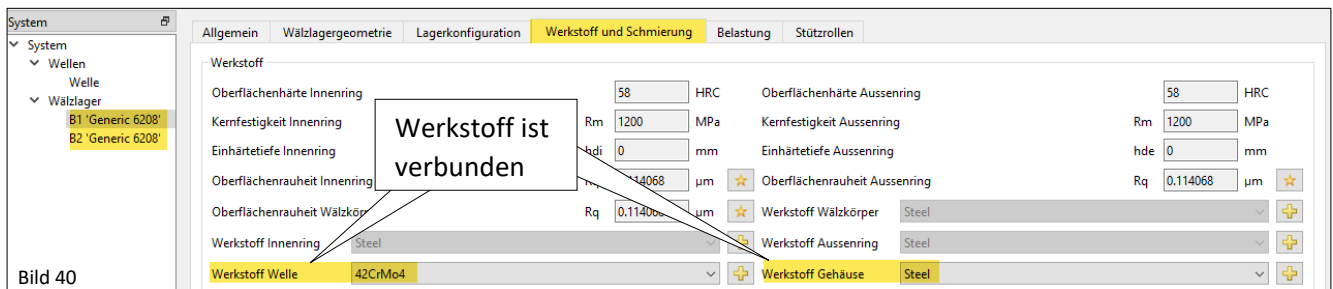 System
Allgemein Wälzlagergeometrie Lagerkonfiguration Werkstoff und Schmierung Belastung Stützrollen
System
Wellen
Welle
Wälzlager
B1 'Generic 6208'
B2 'Generic 6208'
Werkstoff
Oberflächenhärte Innenring 58 HRC Oberflächenhärte Aussenring 58 HRC
Kernfestigkeit Innenring Rm 1200 MPa Kernfestigkeit Aussenring Rm 1200 MPa
Einhärtetiefe Innenring hdi 0 mm Einhärtetiefe Aussenring hde 0 mm
Oberflächenrauheit Innenring µm Oberflächenrauheit Aussenring Rq 0.114068 µm
Oberflächenrauheit Rq µm Werkstoff Wälzkörper Steel
Werkstoff Innenring Steel Werkstoff Aussenring Steel
Werkstoff Welle 42CrMo4 Werkstoff Gehäuse Steel
Werkstoff ist
verbunden
Bild 40